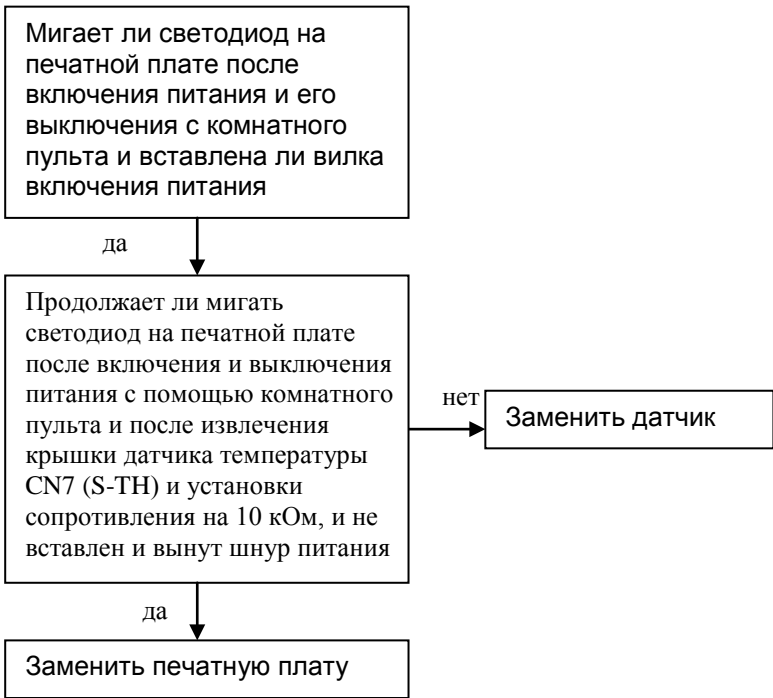 Мигает ли светодиод на
печатной плате после
включения питания и его
выключения с комнатного
пульта и вставлена ли вилка
включения питания
да
Продолжает ли мигать
светодиод на печатной плате
после включения и выключения
питания с помощью комнатного
пульта и после извлечения
крышки датчика температуры
CN7 (S-TH) и установки
сопротивления на 10 кОм, и не
вставлен и вынут шнур питания
нет
Заменить датчик
да
Заменить печатную плату